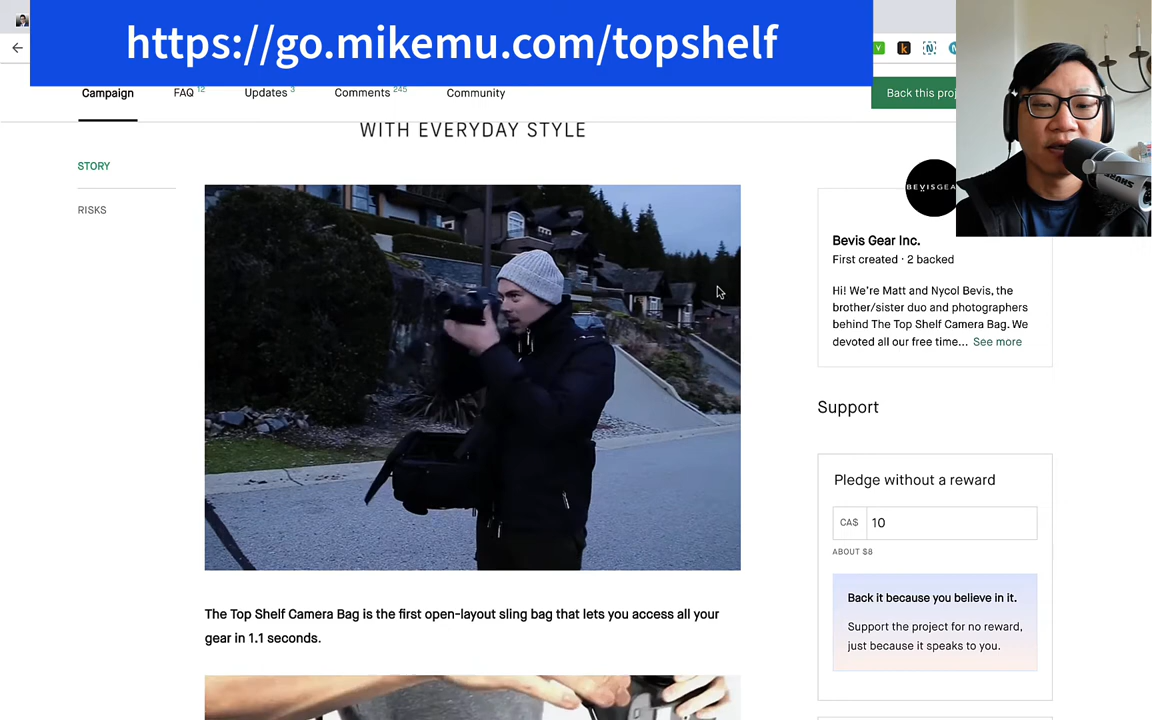 https://go.mikemu.com/topshelf
Campaign
FAQ 12
Updates 3
Comments 245
Community
Back this proj
WITH EVERYDAY STYLE
STORY
RISKS
BEVISGEA
Bevis Gear Inc.
First created · 2 backed
Hi! We're Matt and Nycol Bevis, the
brother/sister duo and photographers
behind The Top Shelf Camera Bag. We
devoted all our free time... See more
Support
Pledge without a reward
CA$ 10
ABOUT $8
Back it because you believe in it.
Support the project for no reward,
just because it speaks to you.
The Top Shelf Camera Bag is the first open-layout sling bag that lets you access all your
gear in 1.1 seconds.